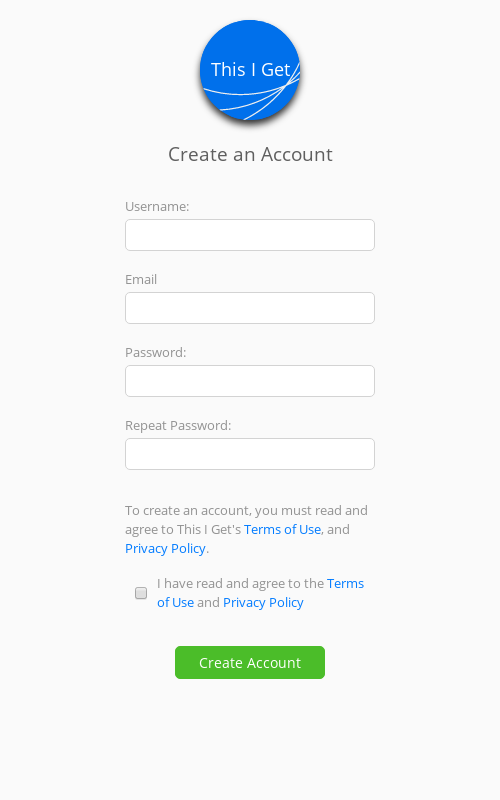 This I Get
Create an Account
Username:
Email
Password:
Repeat Password:
To create an account, you must read and
agree to This I Get's Terms of Use, and
Privacy Policy.
I have read and agree to the Terms
of Use and Privacy Policy
Create Account